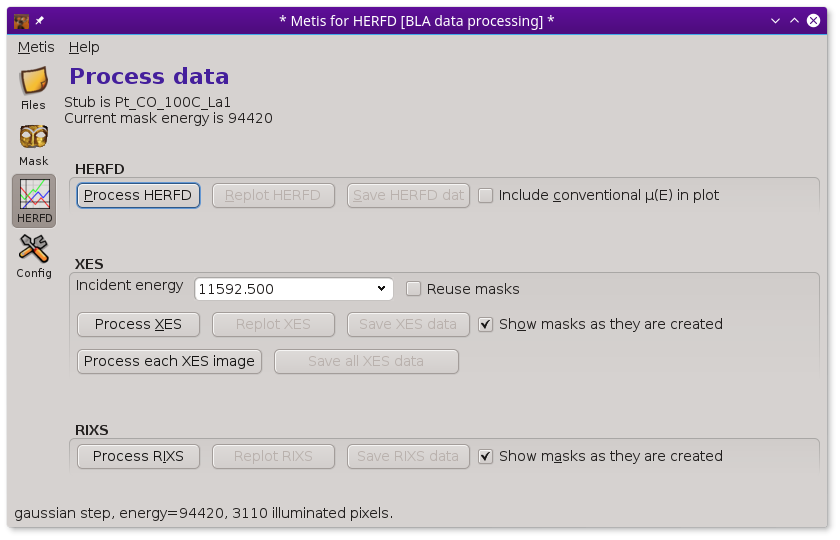 * Metis for HERFD [BLA data processing] *
Metis Help
Process data
Stub is Pt_CO_100C_La1
Current mask energy is 94420
Files
Mask
HERFD
Config
HERFD
Process HERFD Replot HERFD Save HERFD dat Include conventional μ(E) in plot
XES
Incident energy 11592.500 Reuse masks
Process XES Replot XES Save XES data Show masks as they are created
Process each XES image Save all XES data
RIXS
Process RIXS Replot RIXS Save RIXS data Show masks as they are created
gaussian step, energy=94420, 3110 illuminated pixels.